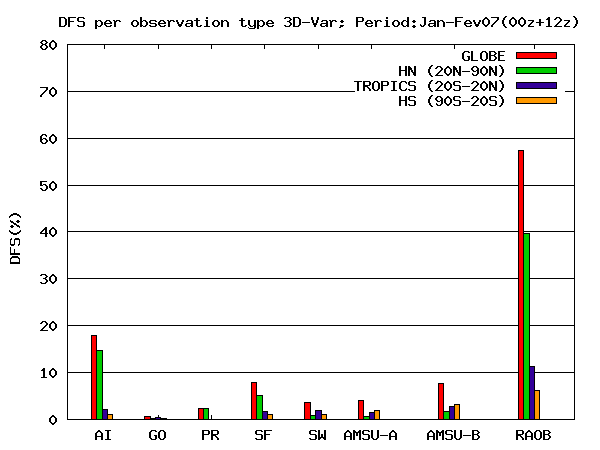 DFS per observation type 3D-Var; Period:Jan-Fev07(00z+12z)
80
70
60
50
40
30
20
10
0
DFS(%)
GLOBE
HN (20N-90N)
TROPICS (20S-20N)
HS (90S-20S)
AI GO PR SF SW AMSU-A AMSU-B RAOB